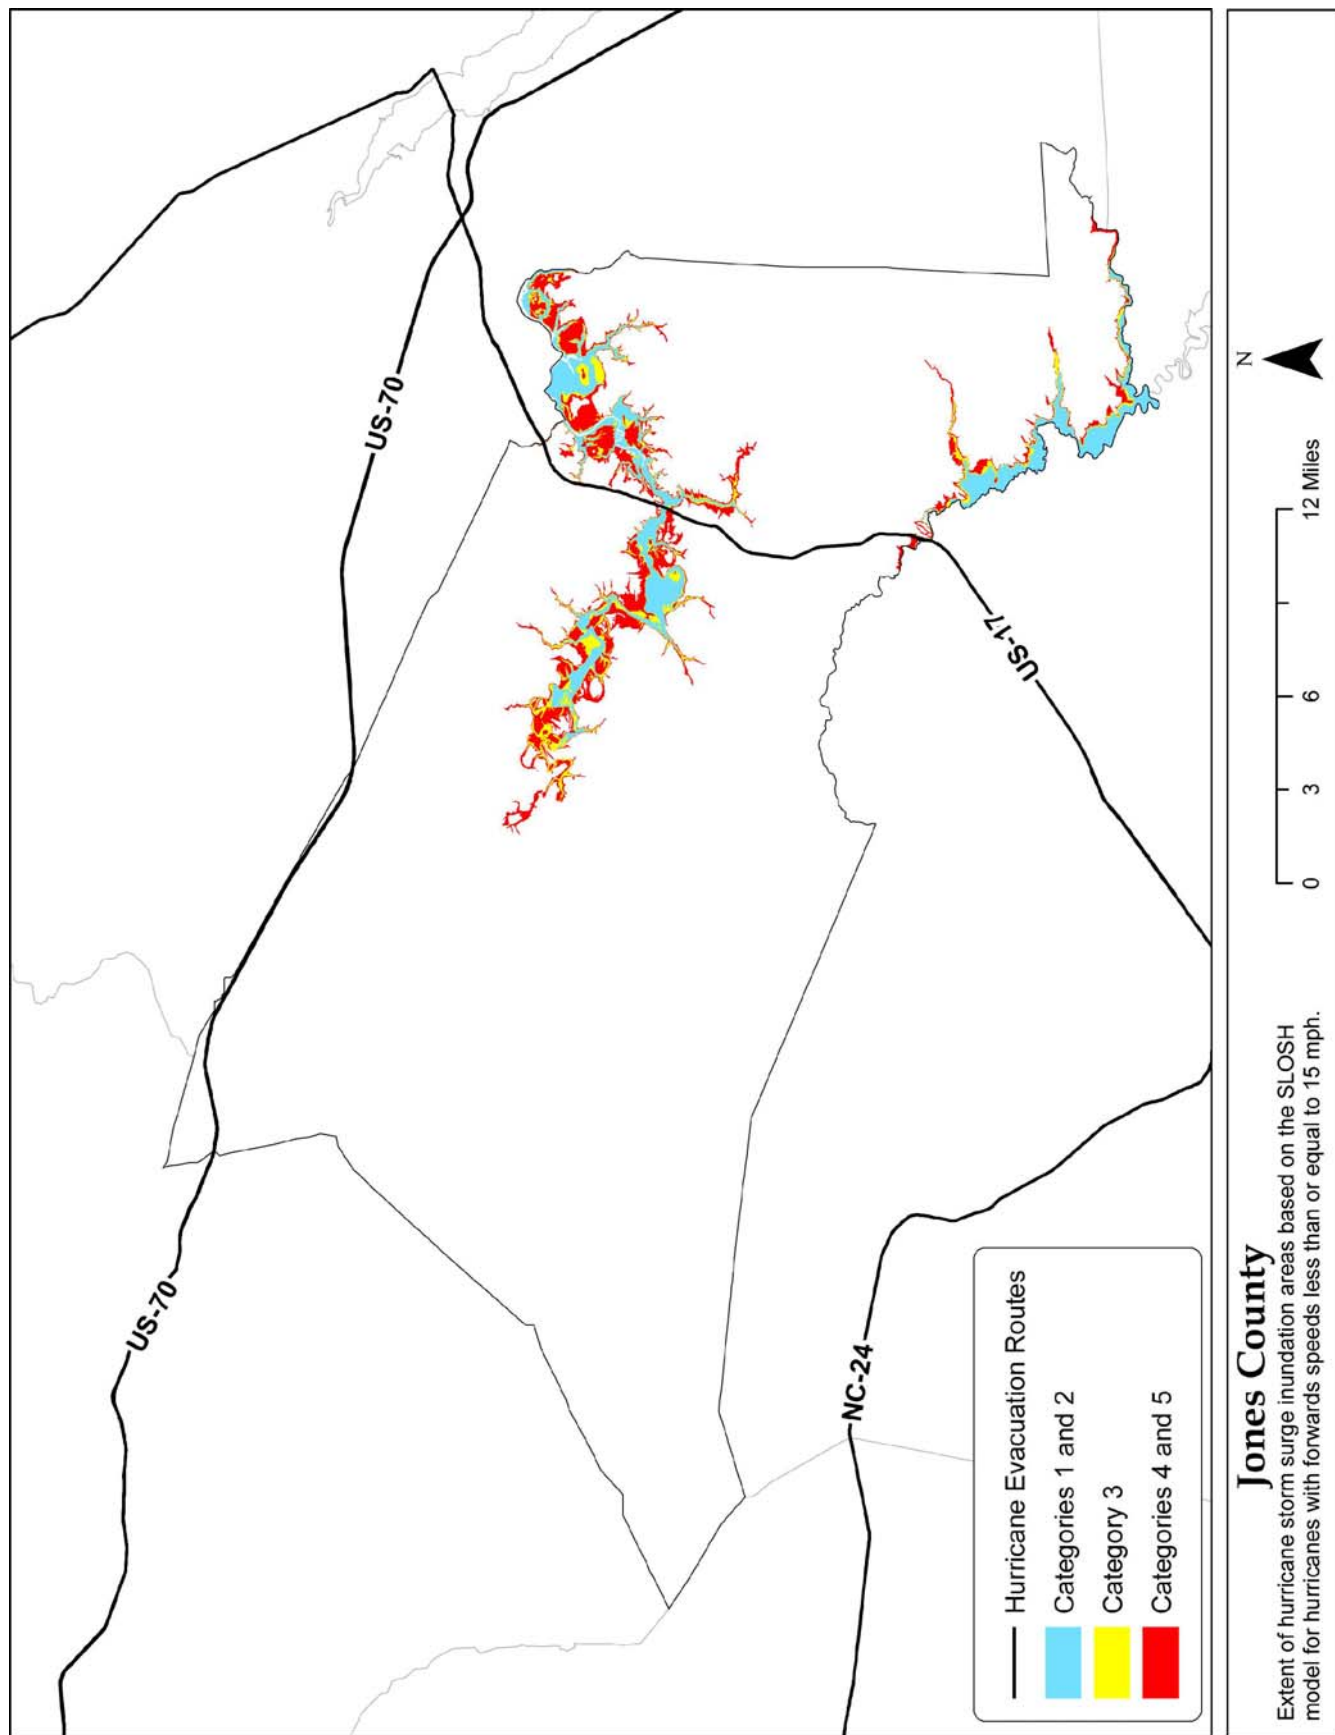 US-70
US-70
US-17
NC-24
Hurricane Evacuation Routes
Categories 1 and 2
Category 3
Categories 4 and 5
Jones County
Extent of hurricane storm surge inundation areas based on the SLOSH
model for hurricanes with forwards speeds less than or equal to 15 mph.
0 3 6 12 Miles
N